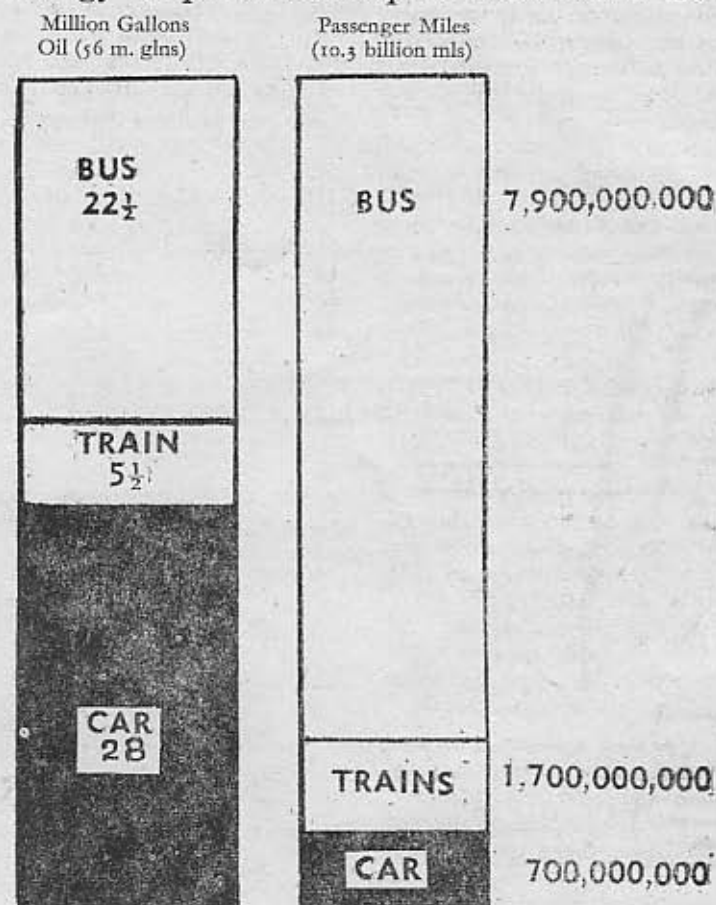 Million Gallons
Oil (56 m. glns)
Passenger Miles
(10.3 billion mls)
BUS
22½
BUS 7,900,000.000
TRAIN
5½
CAR
28
TRAINS 1,700,000,000
CAR 700,000,000